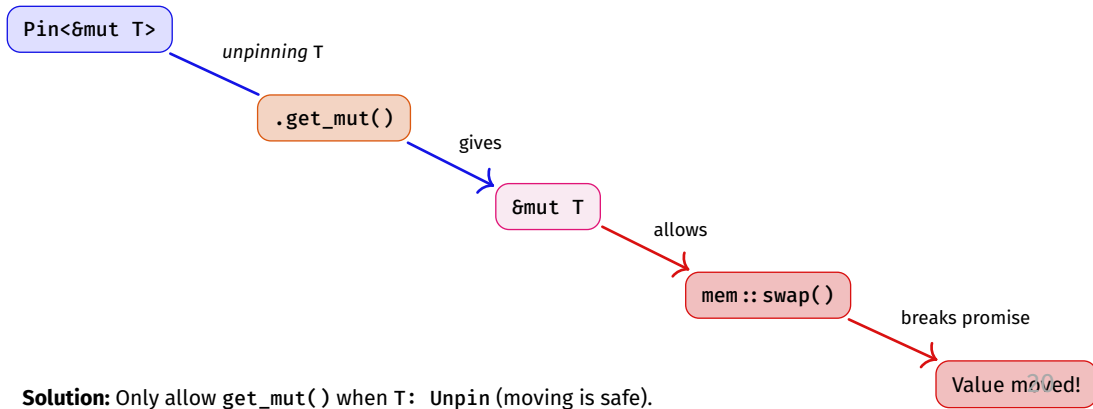 Pin<&mut T>
unpinning T
.get_mut()
gives
&mut T
allows
mem::swap()
breaks promise
Value moved!
20
Solution: Only allow get_mut() when T: Unpin (moving is safe).